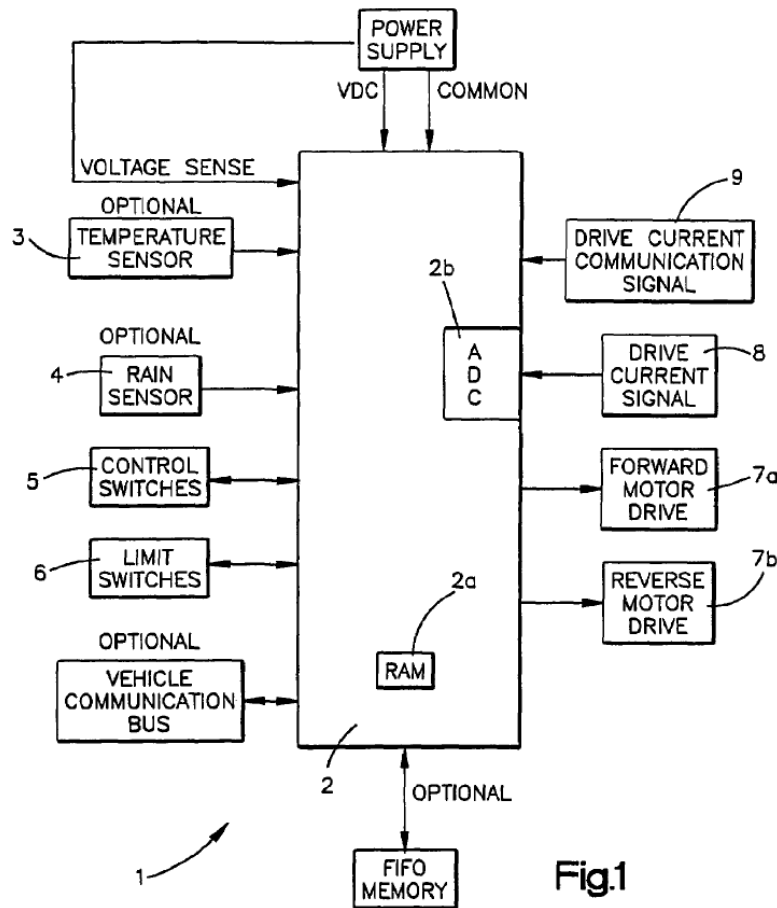 POWER
SUPPLY
VDC
COMMON
VOLTAGE SENSE
OPTIONAL
3
TEMPERATURE
SENSOR
9
DRIVE CURRENT
COMMUNICATION
SIGNAL
2b
A
D
C
OPTIONAL
4
RAIN
SENSOR
8
DRIVE
CURRENT
SIGNAL
5
CONTROL
SWITCHES
FORWARD
MOTOR
DRIVE
7a
6
LIMIT
SWITCHES
2a
RAM
REVERSE
MOTOR
DRIVE
7b
OPTIONAL
VEHICLE
COMMUNICATION
BUS
2
OPTIONAL
1
FIFO
MEMORY
Fig.1